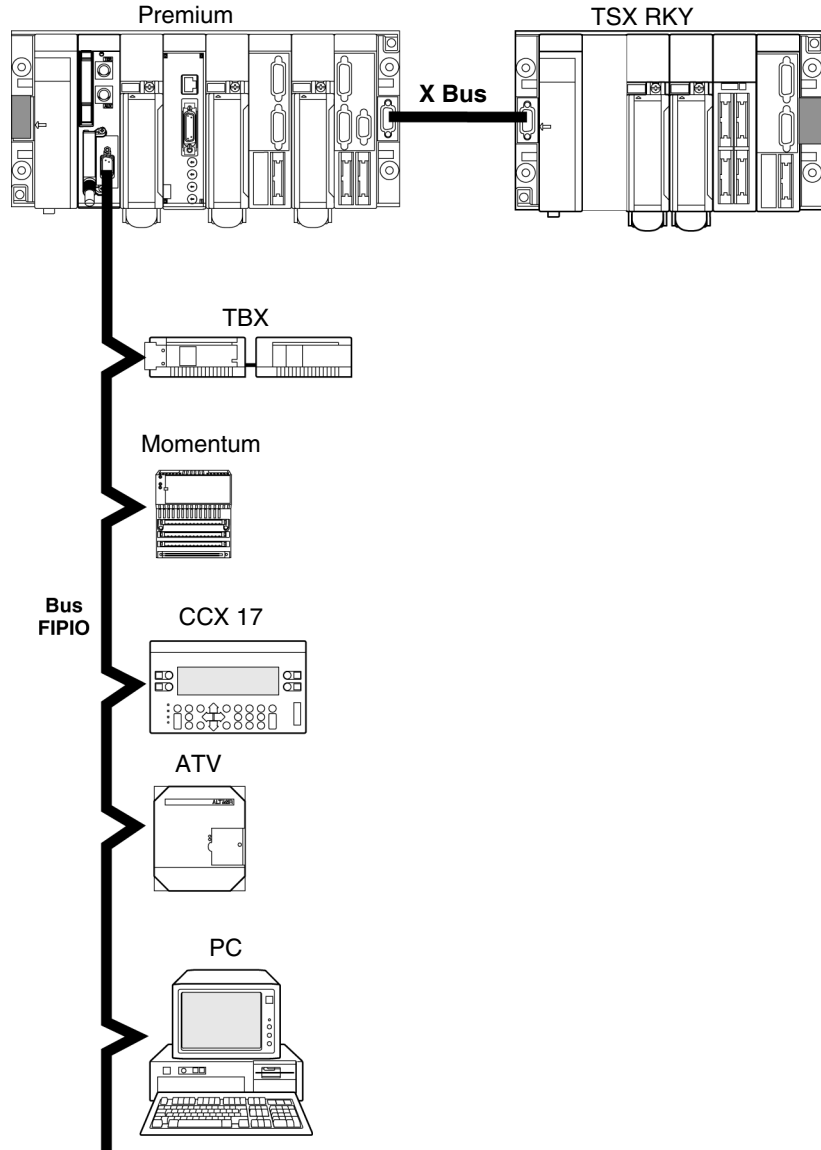 Premium
TSX RKY
X Bus
TBX
Momentum
Bus
FIPIO
CCX 17
ATV
PC